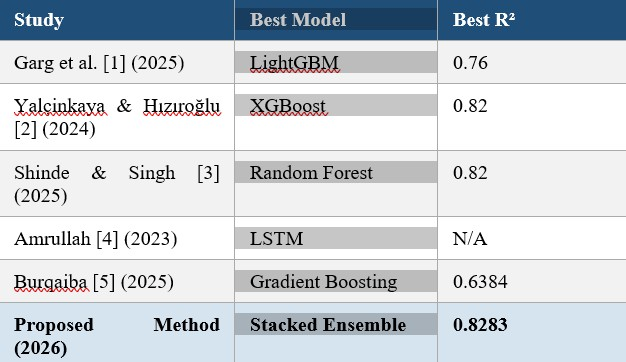 Study Best Model Best R²
Garg et al. [1] (2025) LightGBM 0.76
Yalçinkaya & Hızıroğlu XGBoost 0.82
[2] (2024)
Shinde & Singh [3] Random Forest 0.82
(2025)
Amrullah [4] (2023) LSTM N/A
Burqaiba [5] (2025) Gradient Boosting 0.6384
Proposed Method Stacked Ensemble 0.8283
(2026)